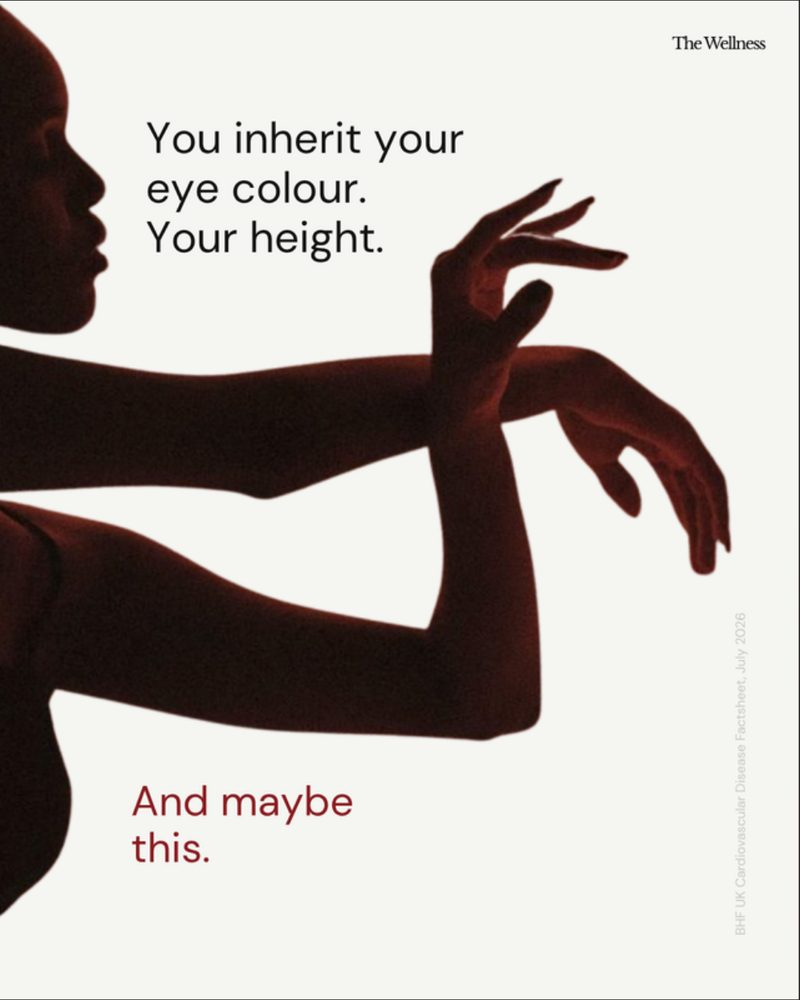 The Wellness
You inherit your
eye colour.
Your height.
And maybe
this.
BHF UK Cardiovascular Disease Factsheet, July 2026